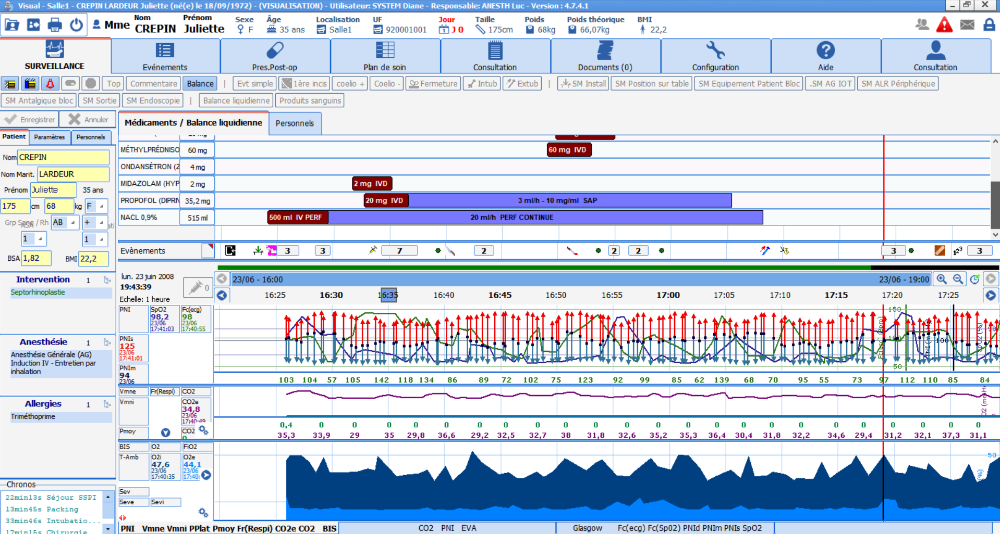 Visual - Salle1 - CREPIN LARDEUR Juliette (né(e) le 18/09/1972) - (VISUALISATION) - Utilisateur: SYSTEM Diane - Responsable: ANESTH Luc - Version : 4.7.4.1
Nom Prénom Sexe Âge Localisation UF Jour Taille Poids Poids théorique BMI
Mme CREPIN Juliette F 35 ans Salle1 920001001 J 0 175cm 68kg 66,07kg 22,2
SURVEILLANCE Evénements Pres.Post-op Plan de soin Consultation Documents (0) Configuration Aide Consultation
Top Commentaire Balance | Evt simple 1ère incis coelio + Coelio - Fermeture Intub Extub | SM Install SM Position sur table SM Equipement Patient Bloc .SM AG IOT SM ALR Périphérique
SM Antalgique bloc SM Sortie SM Endoscopie | Balance liquidienne Produits sanguins
Enregistrer Annuler
Médicaments / Balance liquidienne Personnels
Patient Paramètres Personnels
Nom CREPIN
Nom Marit. LARDEUR
Prénom Juliette 35 ans
175 cm 68 kg F
Grp Sang / Rh AB +
ASA
1 1
BSA 1,82 BMI 22,2
MÉTHYLPRÉDNISO 60 mg 60 mg IVD
ONDANSÉTRON (Z 4 mg
MIDAZOLAM (HYP 2 mg 2 mg IVD
PROPOFOL (DIPRIV 35,2 mg 20 mg IVD 3 ml/h - 10 mg/ml SAP
NACL 0,9% 515 ml 500 ml IV PERF 20 ml/h PERF CONTINUE
Evènements 3 3 7 2 2 2 3 123 3
Intervention 1
Septorhinoplastie
Anesthésie 1
Anesthésie Générale (AG)
Induction IV - Entretien par
inhalation
Allergies 1
Triméthoprime
Chronos
22min13s Séjour SSPI
13min45s Packing
33min46s Intubatio...
17min15s Chirurgie
lun. 23 juin 2008
19:43:39
Echelle: 1 heure
0
23/06 - 16:00 23/06 - 19:00
16:25 16:30 16:35 16:40 16:45 16:50 16:55 17:00 17:05 17:10 17:15 17:20 17:25
PNI SpO2 Fc(ecg)
98,2 98
23/06 23/06
17:41:03 17:40:55
PNIs
125
23/06
17:41:01
PNIm
94
23/06
150
100
50
103 104 57 105 142 118 134 86 89 72 102 75 123 92 99 85 62 139 68 70 95 55 73 97 112 110 85 84
Vmne Fr(Respi) CO2
Vmni CO2e
34,8
23/06
17:40:49
Pmoy CO2
0
0,4 0 0 0 0 0 0 0 0 0 0 0 0 0 0 0 0 0 0 0 0 0 0 0
35,3 33,9 29 35 29,8 36,6 29,2 32,5 32,7 38 31,8 32,6 35,2 35,3 36,4 30,4 31,8 32,2 34,6 29,4 31,2 32,1 37,3 31,1
BIS O2 FiO2
T-Amb O2i O2e
47,6 44,1
23/06 23/06
17:40:35 17:40:
50
(%)
Sev
Seve Sevi
PNI Vmne Vmni PPlat Pmoy Fr(Respi) CO2e CO2 BIS
CO2 PNI EVA
Glasgow Fc(ecg) Fc(Sp02) PNId PNIm PNIs SpO2